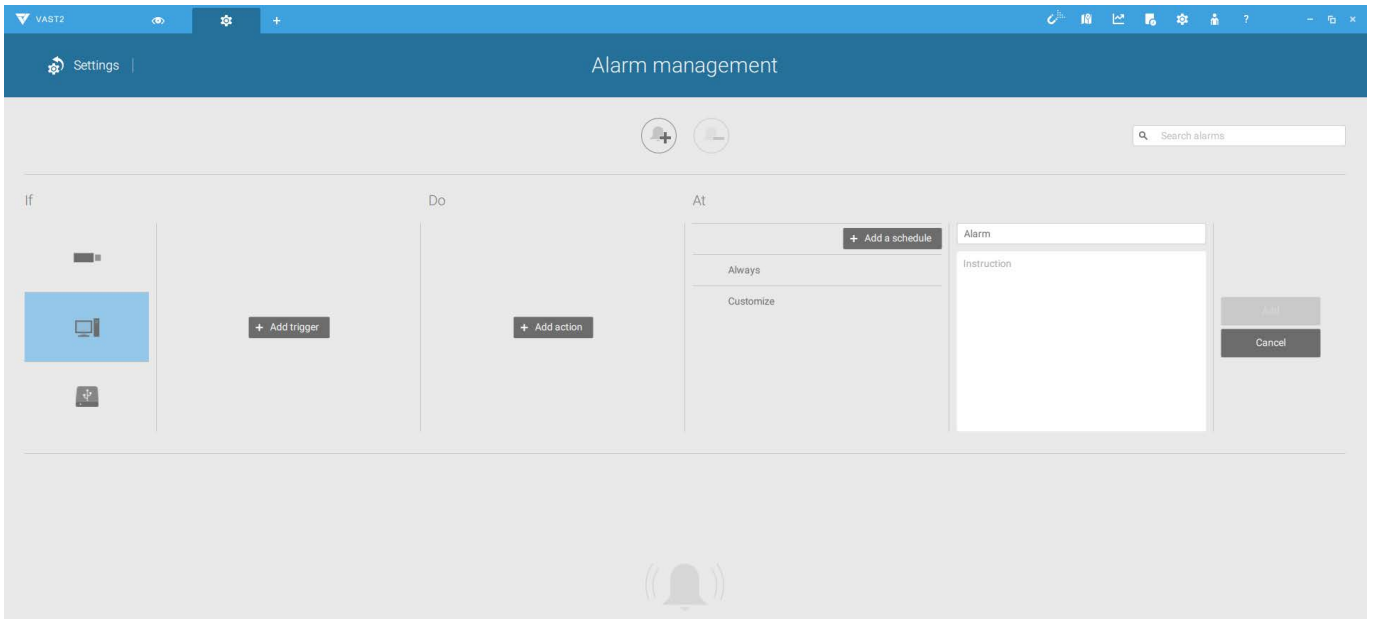 VAST2
+
?
Settings
Alarm management
Search alarms
If
Do
At
+ Add a schedule
Alarm
Always
Instruction
Customize
Add
+ Add trigger
+ Add action
Cancel